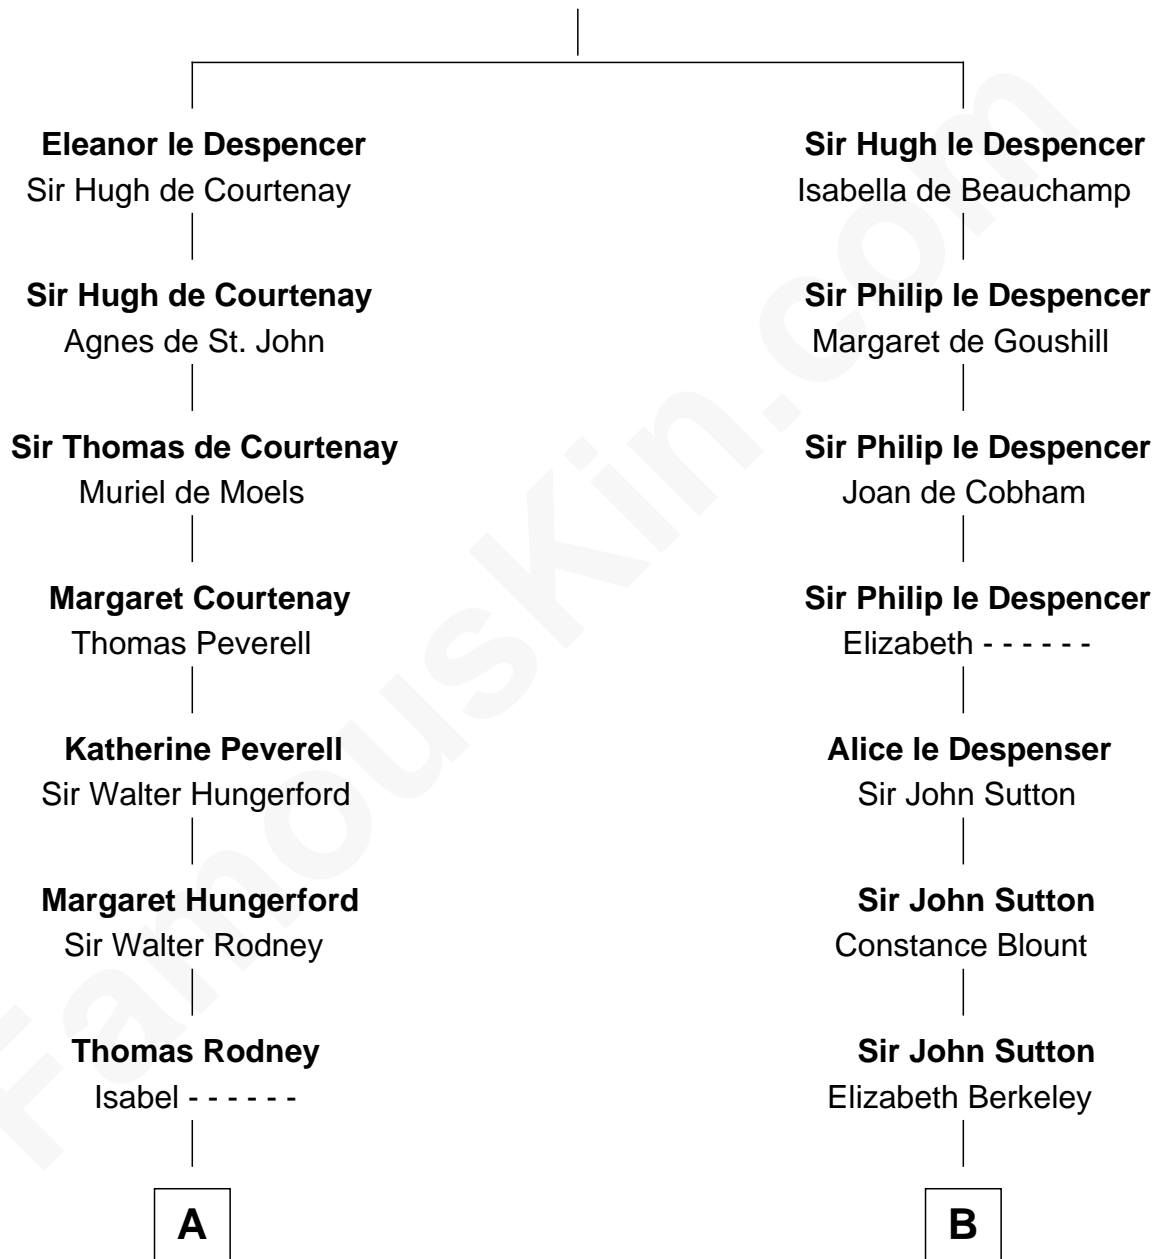 Eleanor le Despencer
Sir Hugh de Courtenay
Sir Hugh de Courtenay
Agnes de St. John
Sir Thomas de Courtenay
Muriel de Moels
Margaret Courtenay
Thomas Peverell
Katherine Peverell
Sir Walter Hungerford
Margaret Hungerford
Sir Walter Rodney
Thomas Rodney
Isabel - - - - - -
A
Sir Hugh le Despencer
Isabella de Beauchamp
Sir Philip le Despencer
Margaret de Goushill
Sir Philip le Despencer
Joan de Cobham
Sir Philip le Despencer
Elizabeth - - - - - -
Alice le Despenser
Sir John Sutton
Sir John Sutton
Constance Blount
Sir John Sutton
Elizabeth Berkeley
B
FamousKin.com